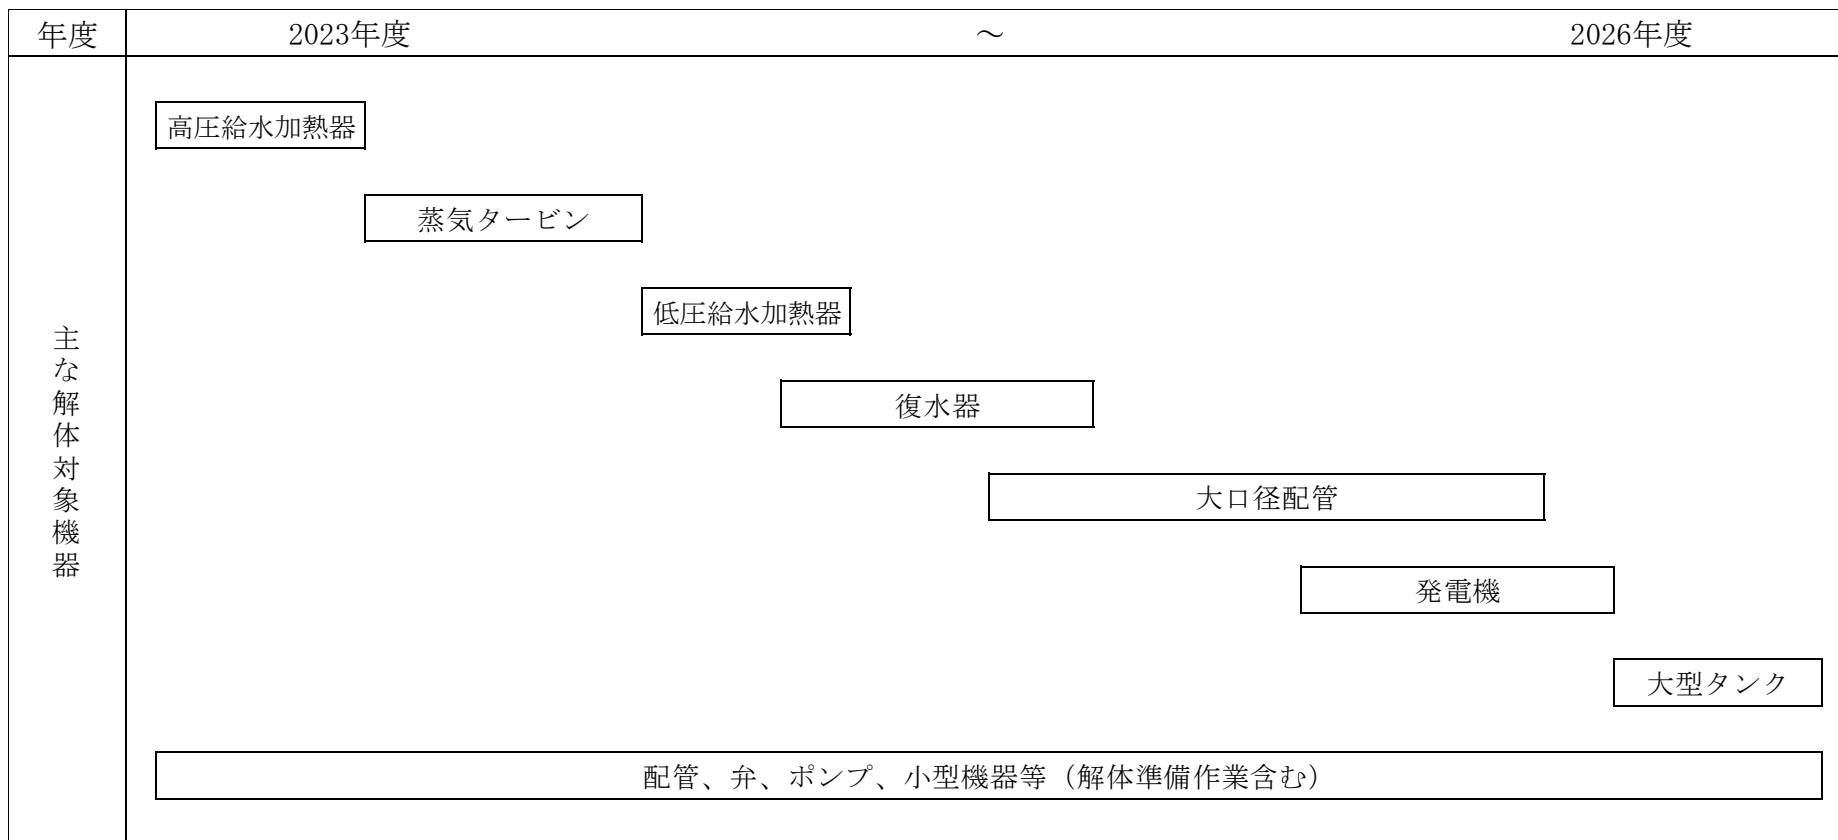 年度 2023年度 ～ 2026年度
主な解体対象機器
高圧給水加熱器
蒸気タービン
低圧給水加熱器
復水器
大口径配管
発電機
大型タンク
配管、弁、ポンプ、小型機器等（解体準備作業含む）